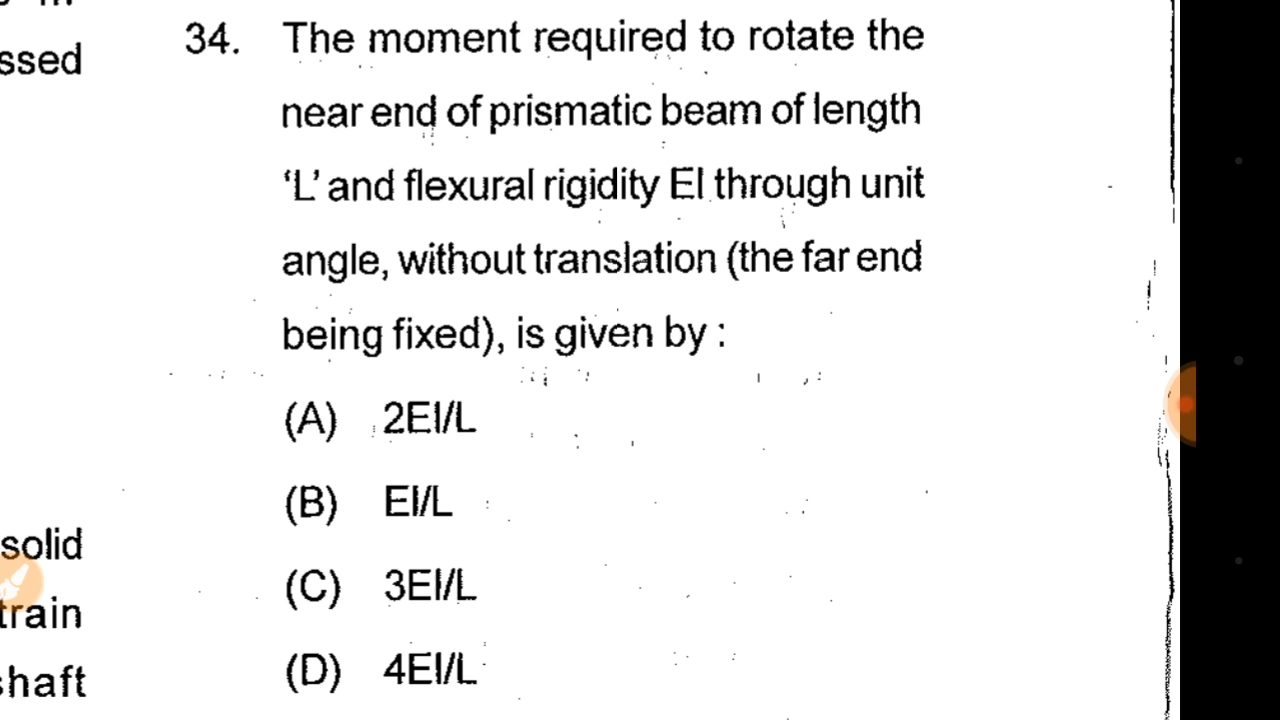 ssed
solid
train
shaft
34. The moment required to rotate the
near end of prismatic beam of length
‘L’ and flexural rigidity EI through unit
angle, without translation (the far end
being fixed), is given by :
(A) 2EI/L
(B) EI/L
(C) 3EI/L
(D) 4EI/L